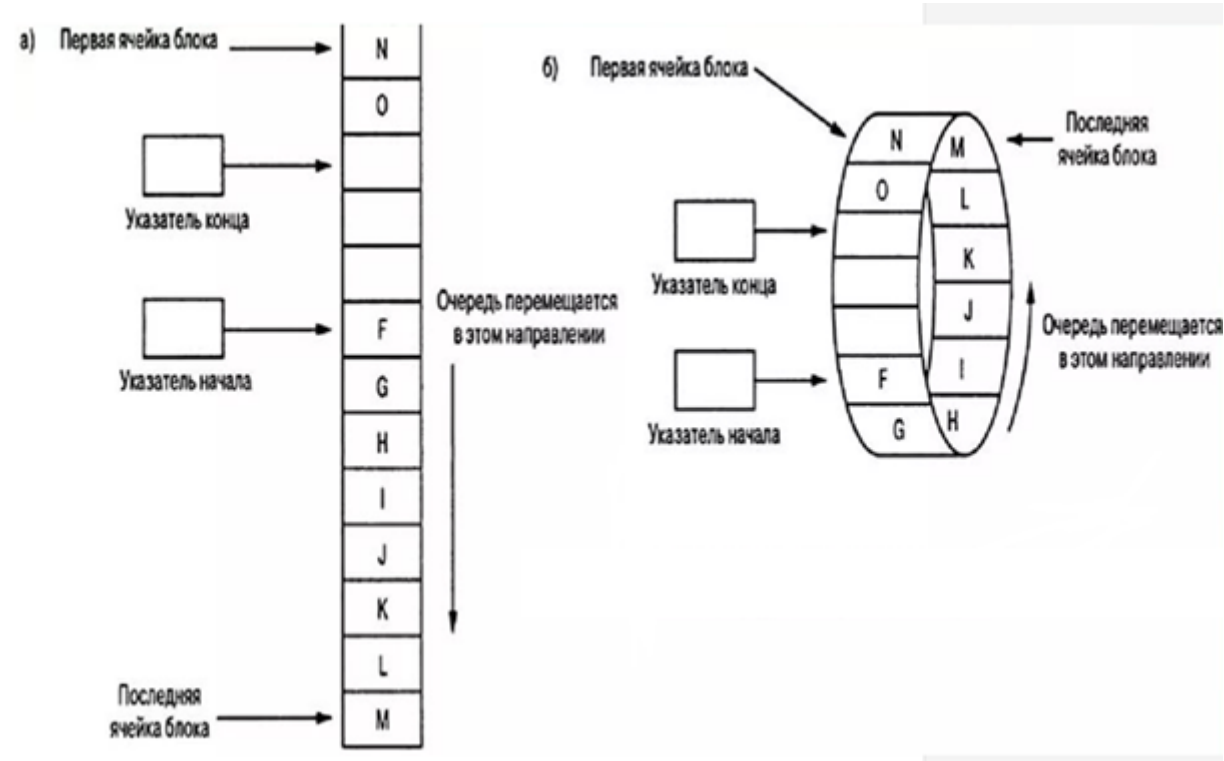 а) Первая ячейка блока
N
O
Указатель конца
Указатель начала
F
G
H
I
J
K
L
M
Последняя
ячейка блока
Очередь перемещается
в этом направлении
б) Первая ячейка блока
Последняя
ячейка блока
N
O
F
G
M
L
K
J
I
H
Указатель конца
Указатель начала
Очередь перемещается
в этом направлении